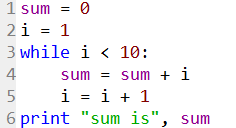 1 sum = 0
2 i = 1
3 while i < 10:
4     sum = sum + i
5     i = i + 1
6 print "sum is", sum